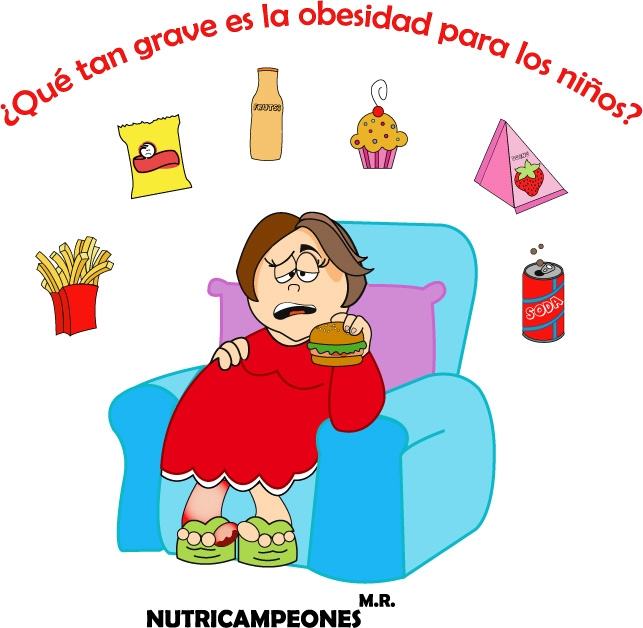 ¿Qué tan grave es la obesidad para los niños?
FRUTSI
SODA
NUTRICAMPEONES M.R.